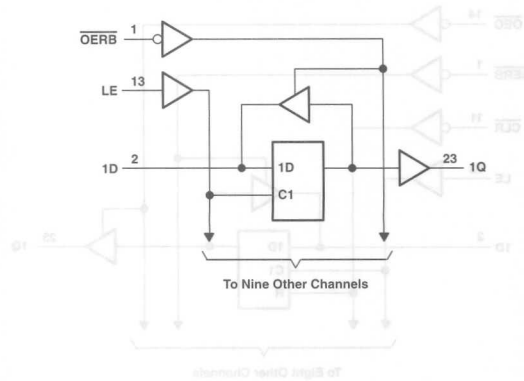 OERB 1
LE 13
1D 2
1D
C1
23 1Q
To Nine Other Channels